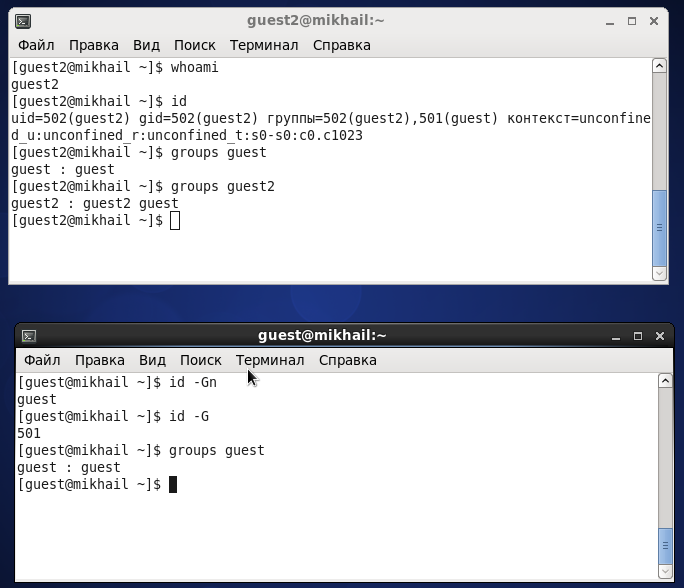 guest2@mikhail:~
Файл Правка Вид Поиск Терминал Справка
[guest2@mikhail ~]$ whoami
guest2
[guest2@mikhail ~]$ id
uid=502(guest2) gid=502(guest2) группы=502(guest2),501(guest) контекст=unconfine
d_u:unconfined_r:unconfined_t:s0-s0:c0.c1023
[guest2@mikhail ~]$ groups guest
guest : guest
[guest2@mikhail ~]$ groups guest2
guest2 : guest2 guest
[guest2@mikhail ~]$
guest@mikhail:~
Файл Правка Вид Поиск Терминал Справка
[guest@mikhail ~]$ id -Gn
guest
[guest@mikhail ~]$ id -G
501
[guest@mikhail ~]$ groups guest
guest : guest
[guest@mikhail ~]$